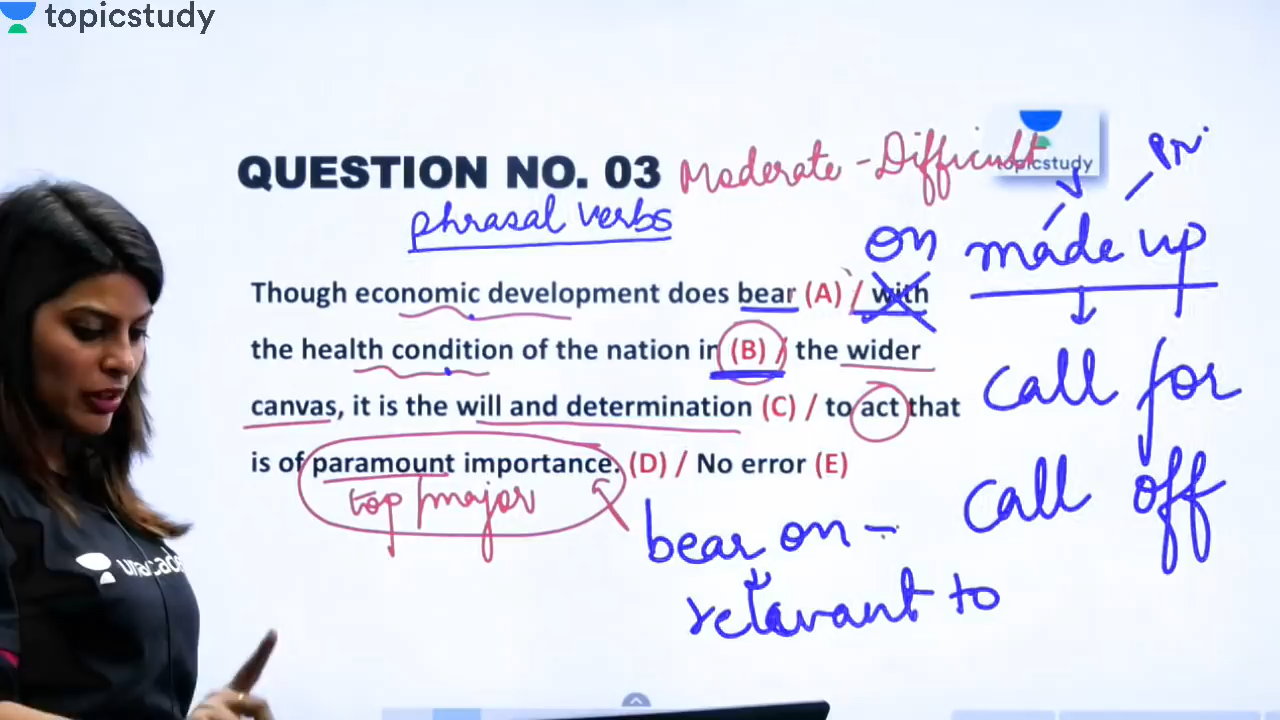 topicstudy
QUESTION NO. 03 Moderate - Difficult
topicstudy
phrasal verbs
on made up
Though economic development does bear (A) / with
the health condition of the nation in (B) / the wider
canvas, it is the will and determination (C) / to act that
is of paramount importance. (D) / No error (E)
top/major
call for
call off
bear on -
relevant to